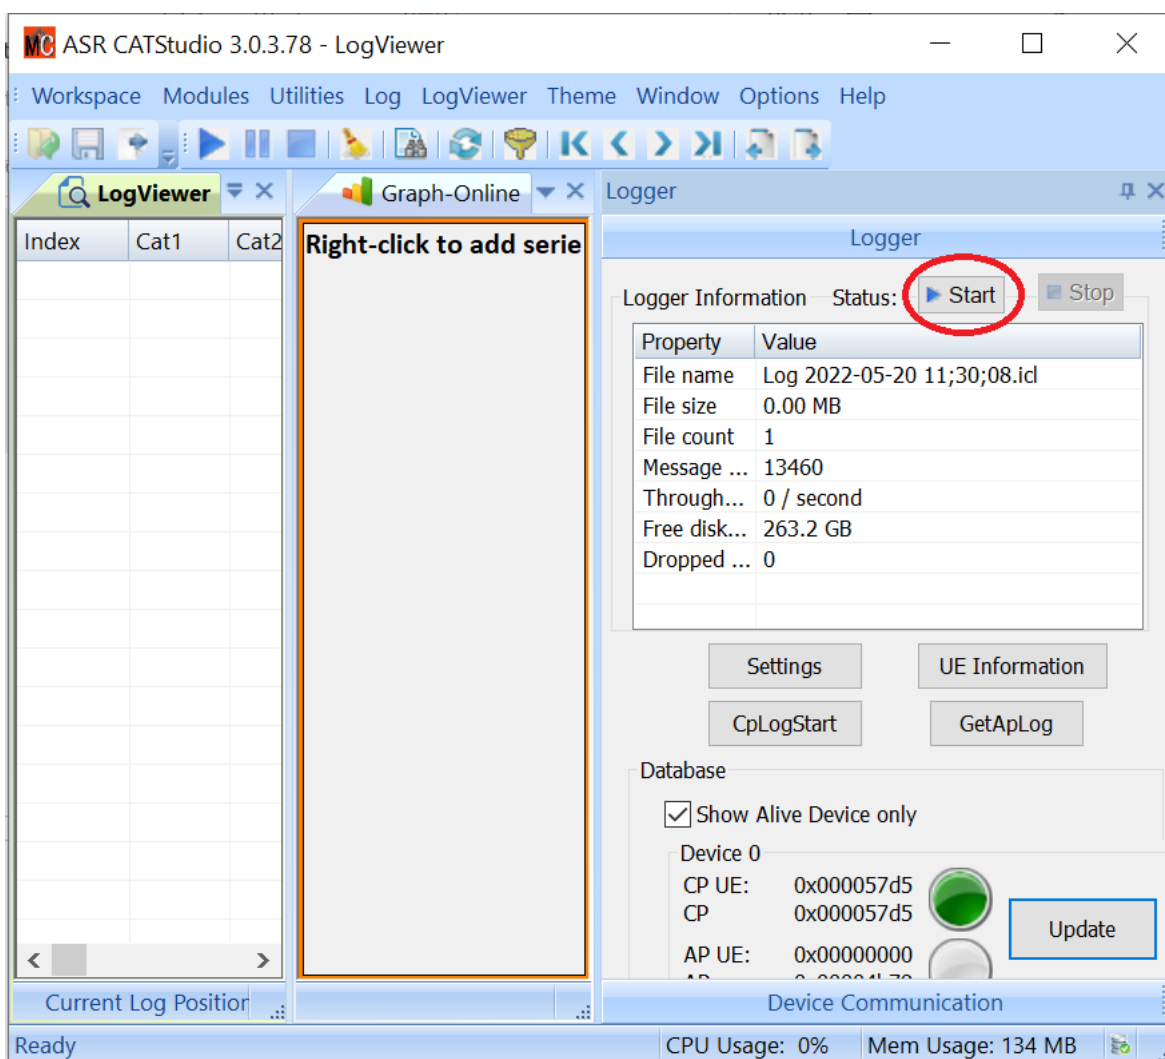 MC ASR CATStudio 3.0.3.78 - LogViewer
Workspace Modules Utilities Log LogViewer Theme Window Options Help
LogViewer
Graph-Online
Logger
Index Cat1 Cat2
Right-click to add serie
Logger
Logger Information Status: Start Stop
Property Value
File name Log 2022-05-20 11;30;08.icl
File size 0.00 MB
File count 1
Message ... 13460
Through... 0 / second
Free disk... 263.2 GB
Dropped ... 0
Settings UE Information
CpLogStart GetApLog
Database
Show Alive Device only
Device 0
CP UE: 0x000057d5
CP 0x000057d5
Update
AP UE: 0x00000000
Current Log Position
Device Communication
Ready CPU Usage: 0% Mem Usage: 134 MB